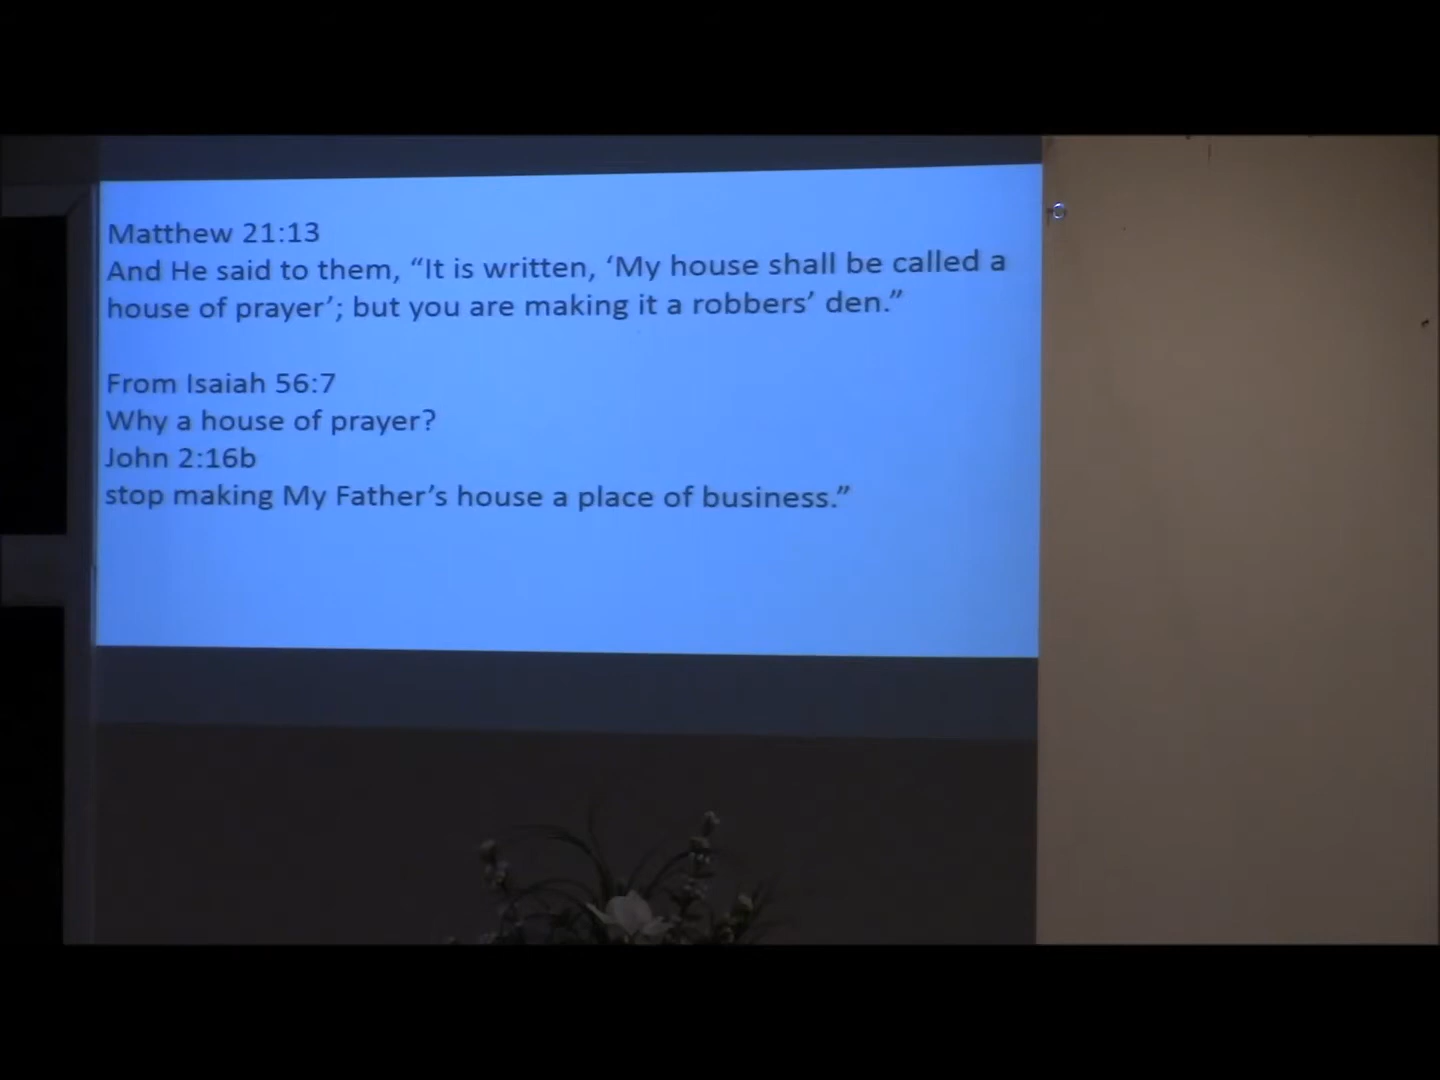 Matthew 21:13
And He said to them, “It is written, ‘My house shall be called a
house of prayer’; but you are making it a robbers’ den.”
From Isaiah 56:7
Why a house of prayer?
John 2:16b
stop making My Father’s house a place of business.”